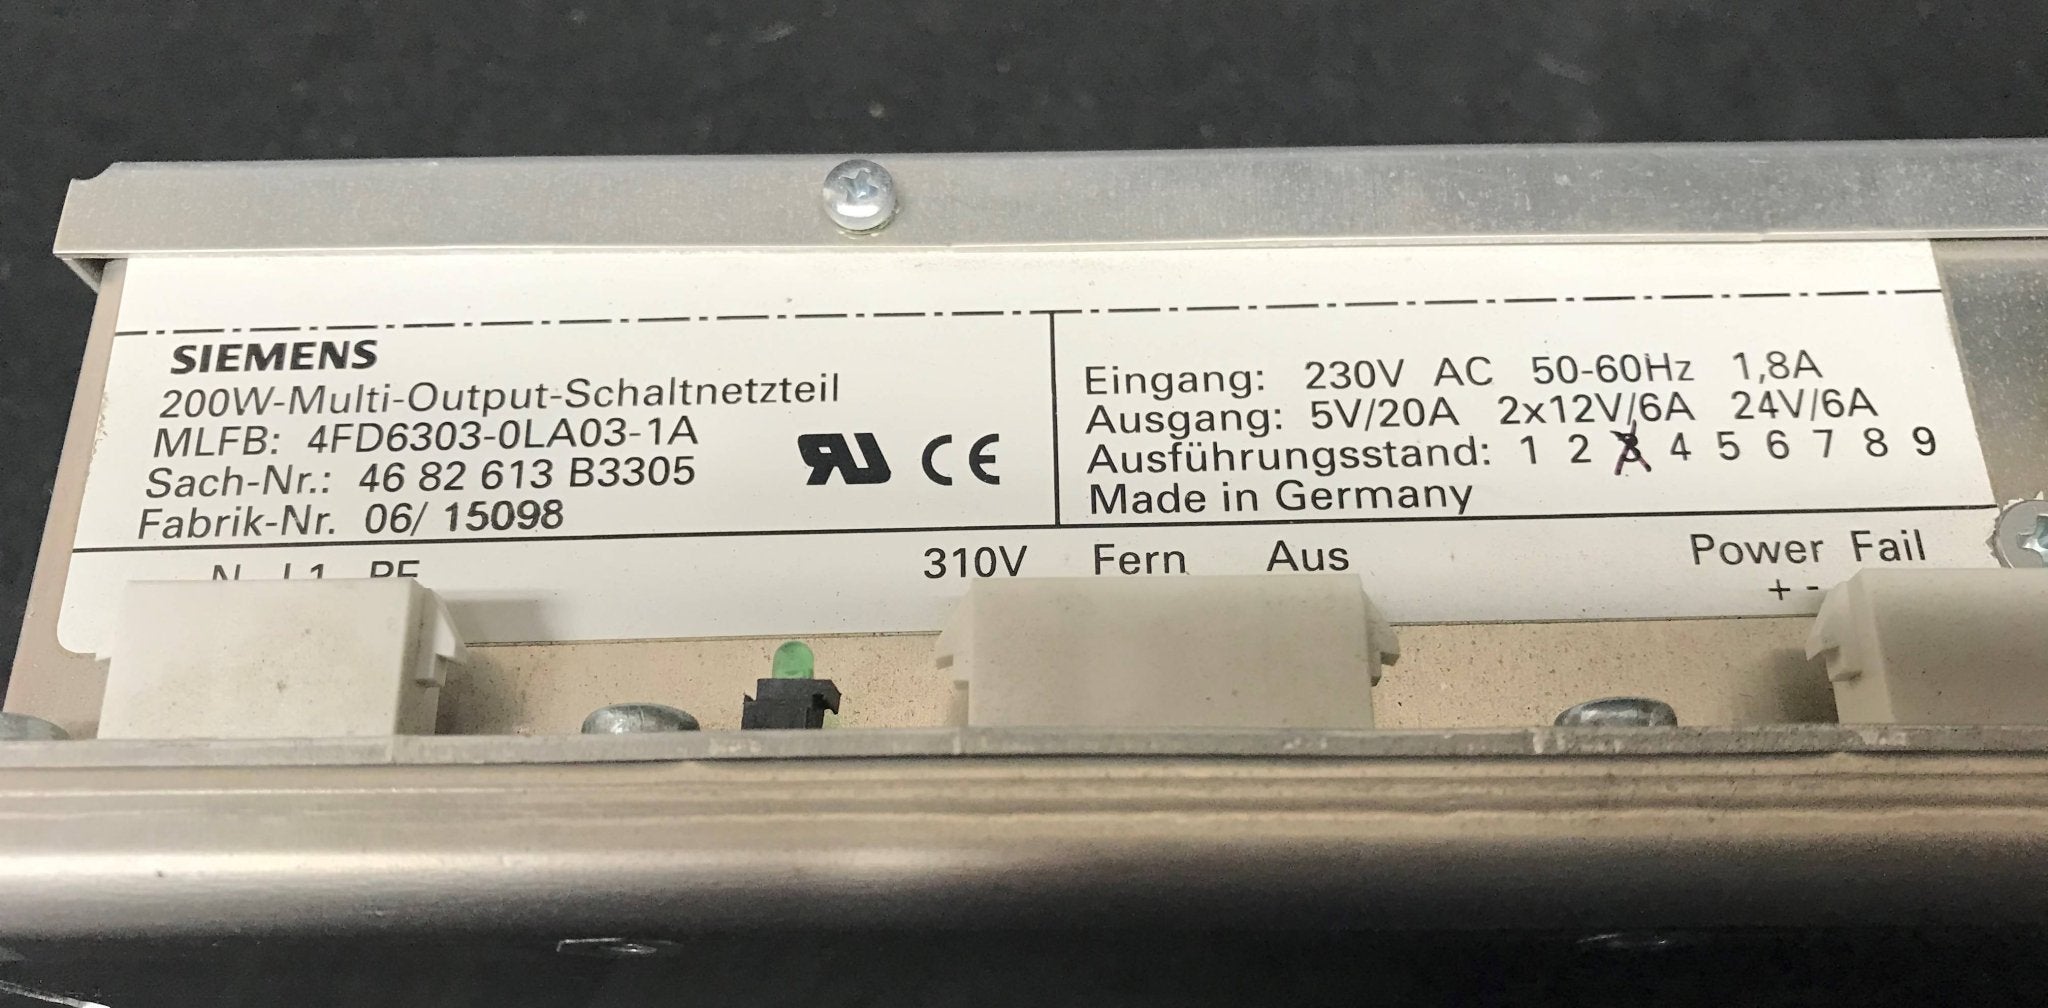 SIEMENS
200W-Multi-Output-Schaltnetzteil
MLFB: 4FD6303-0LA03-1A
Sach-Nr.: 46 82 613 B3305
Fabrik-Nr. 06/ 15098
Eingang: 230V AC 50-60Hz 1,8A
Ausgang: 5V/20A 2x12V/6A 24V/6A
Ausführungsstand: 1 2 3 4 5 6 7 8 9
Made in Germany
N L1 PE
310V Fern Aus
Power Fail
+ -